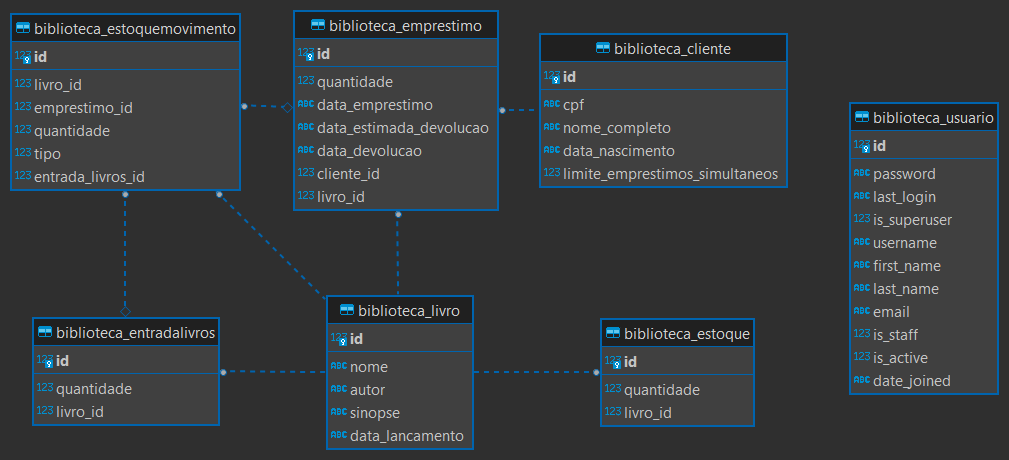 biblioteca_estoquemovimento
123 id
123 livro_id
123 emprestimo_id
123 quantidade
123 tipo
123 entrada_livros_id
biblioteca_emprestimo
123 id
123 quantidade
ABC data_emprestimo
ABC data_estimada_devolucao
ABC data_devolucao
123 cliente_id
123 livro_id
biblioteca_cliente
123 id
ABC cpf
ABC nome_completo
ABC data_nascimento
123 limite_emprestimos_simultaneos
biblioteca_usuario
123 id
ABC password
ABC last_login
123 is_superuser
ABC username
ABC first_name
ABC last_name
ABC email
123 is_staff
123 is_active
ABC date_joined
biblioteca_entradalivros
123 id
123 quantidade
123 livro_id
biblioteca_livro
123 id
ABC nome
ABC autor
ABC sinopse
ABC data_lancamento
biblioteca_estoque
123 id
123 quantidade
123 livro_id